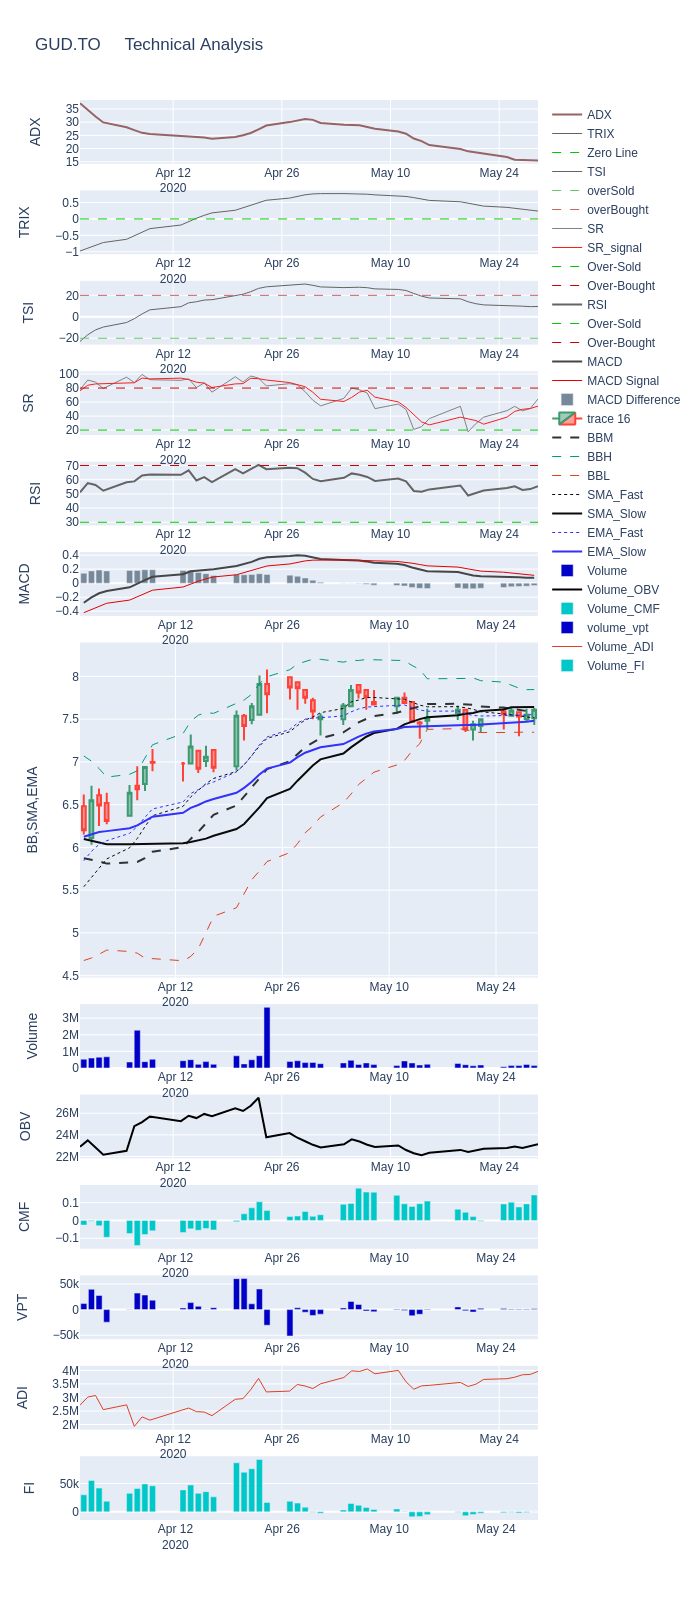 GUD.TO     Technical Analysis
ADX
35
30
25
20
15
Apr 12
2020
Apr 26
May 10
May 24
TRIX
0.5
0
−0.5
−1
Apr 12
2020
Apr 26
May 10
May 24
TSI
20
0
−20
Apr 12
2020
Apr 26
May 10
May 24
SR
100
80
60
40
20
Apr 12
2020
Apr 26
May 10
May 24
RSI
70
60
50
40
30
Apr 12
2020
Apr 26
May 10
May 24
MACD
0.4
0.2
0
−0.2
−0.4
Apr 12
2020
Apr 26
May 10
May 24
BB,SMA,EMA
8
7.5
7
6.5
6
5.5
5
4.5
Apr 12
2020
Apr 26
May 10
May 24
Volume
3M
2M
1M
0
Apr 12
2020
Apr 26
May 10
May 24
OBV
26M
24M
22M
Apr 12
2020
Apr 26
May 10
May 24
CMF
0.1
0
−0.1
Apr 12
2020
Apr 26
May 10
May 24
VPT
50k
0
−50k
Apr 12
2020
Apr 26
May 10
May 24
ADI
4M
3.5M
3M
2.5M
2M
Apr 12
2020
Apr 26
May 10
May 24
FI
50k
0
Apr 12
2020
Apr 26
May 10
May 24
ADX
TRIX
Zero Line
TSI
overSold
overBought
SR
SR_signal
Over-Sold
Over-Bought
RSI
Over-Sold
Over-Bought
MACD
MACD Signal
MACD Difference
trace 16
BBM
BBH
BBL
SMA_Fast
SMA_Slow
EMA_Fast
EMA_Slow
Volume
Volume_OBV
Volume_CMF
volume_vpt
Volume_ADI
Volume_FI